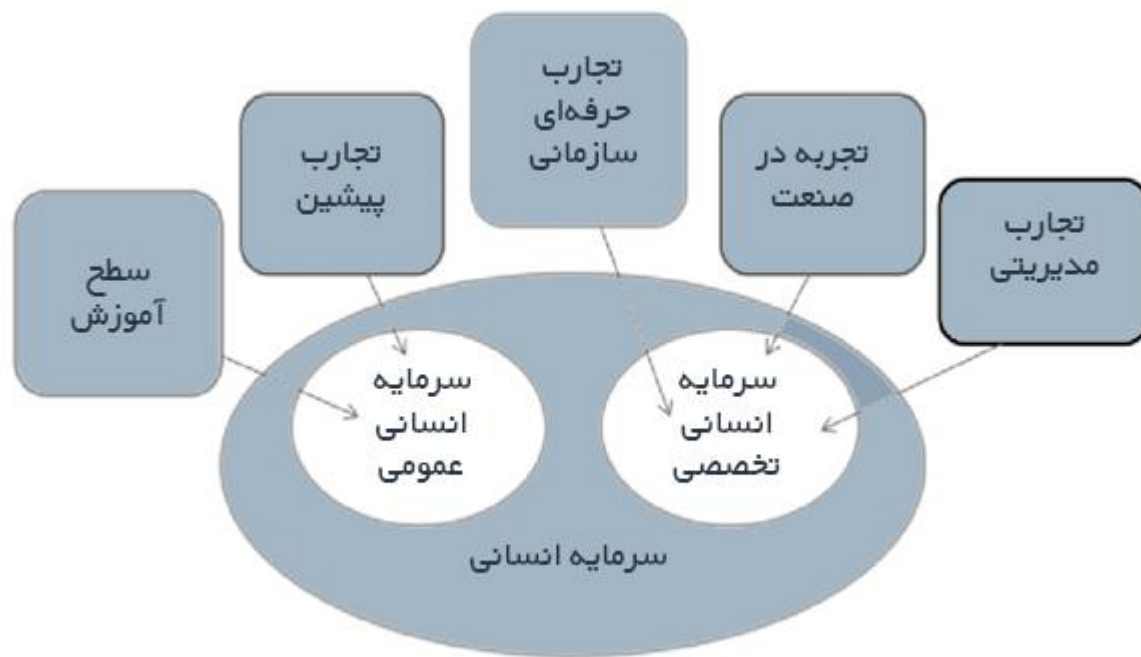 تجارب
حرفه‌ای
سازمانی
تجربه در
صنعت
تجارب
پیشین
تجارب
مدیریتی
سطح
آموزش
سرمایه
انسانی
تخصصی
سرمایه
انسانی
عمومی
سرمایه انسانی